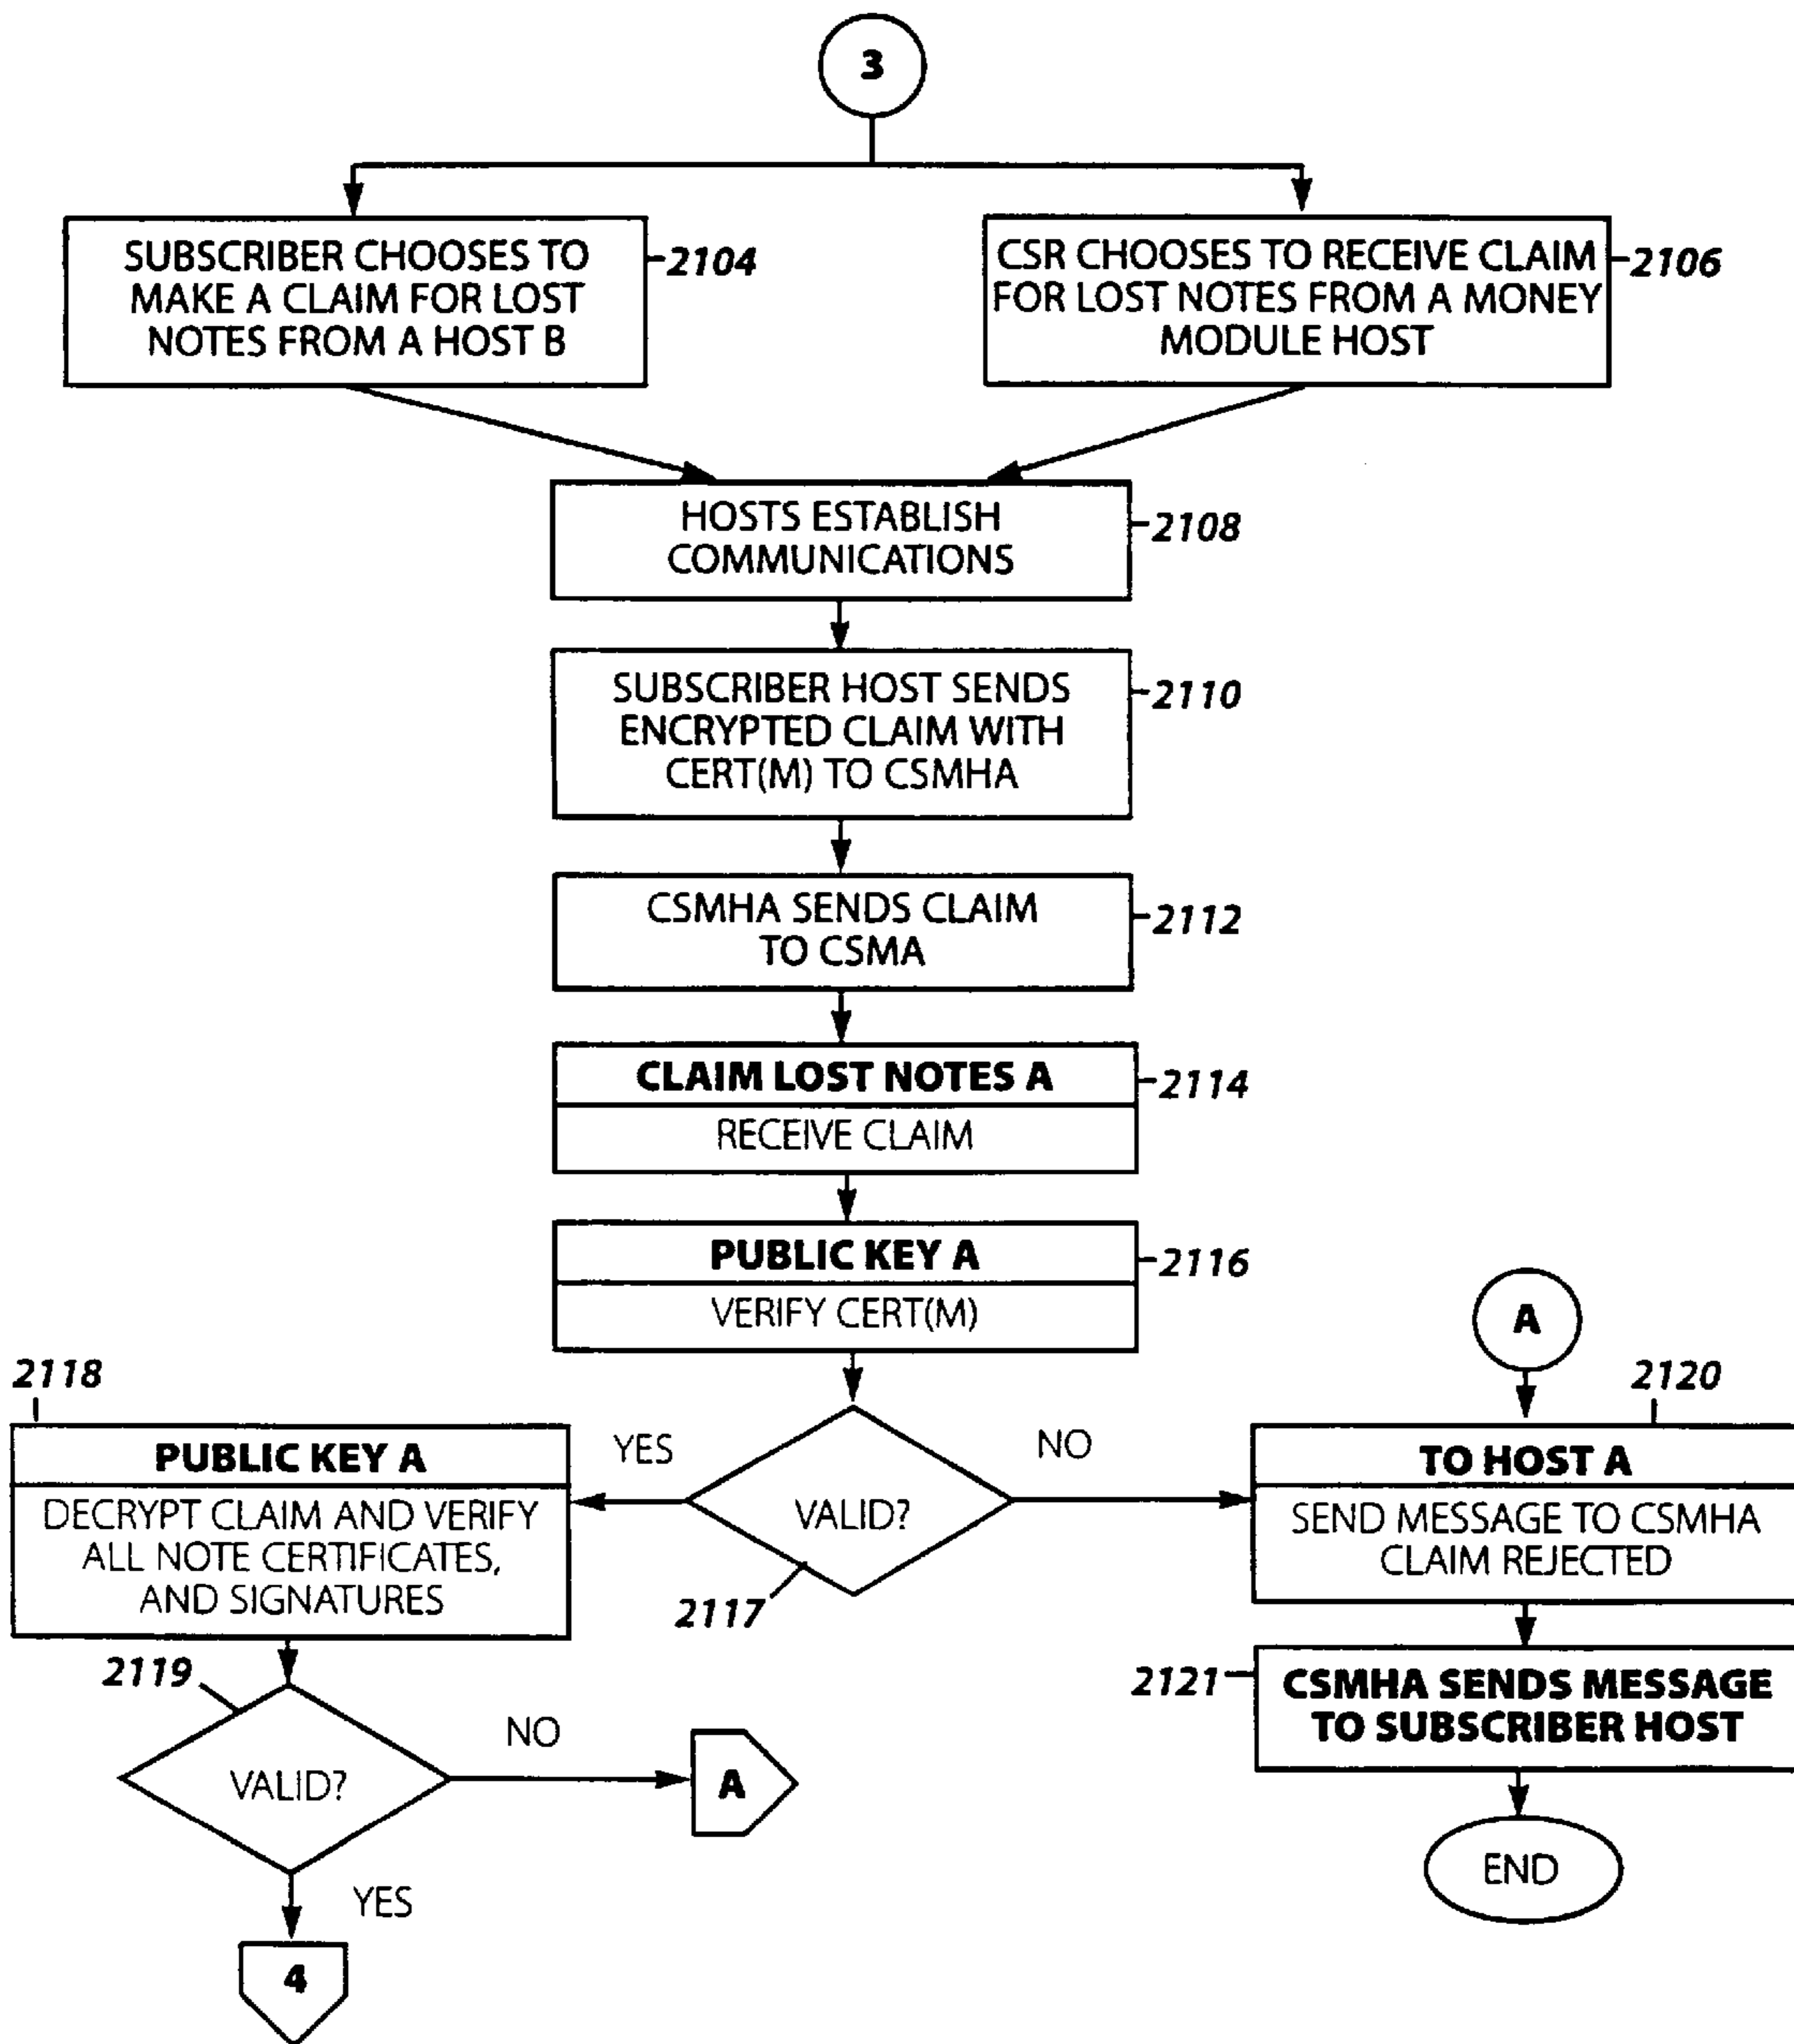 3
SUBSCRIBER CHOOSES TO
MAKE A CLAIM FOR LOST
NOTES FROM A HOST B
2104
CSR CHOOSES TO RECEIVE CLAIM
FOR LOST NOTES FROM A MONEY
MODULE HOST
2106
HOSTS ESTABLISH
COMMUNICATIONS
2108
SUBSCRIBER HOST SENDS
ENCRYPTED CLAIM WITH
CERT(M) TO CSMHA
2110
CSMHA SENDS CLAIM
TO CSMA
2112
CLAIM LOST NOTES A
2114
RECEIVE CLAIM
PUBLIC KEY A
2116
VERIFY CERT(M)
VALID?
2117
YES
NO
2118
PUBLIC KEY A
DECRYPT CLAIM AND VERIFY
ALL NOTE CERTIFICATES,
AND SIGNATURES
A
2120
TO HOST A
SEND MESSAGE TO CSMHA
CLAIM REJECTED
2121
CSMHA SENDS MESSAGE
TO SUBSCRIBER HOST
END
2119
VALID?
NO
A
YES
4